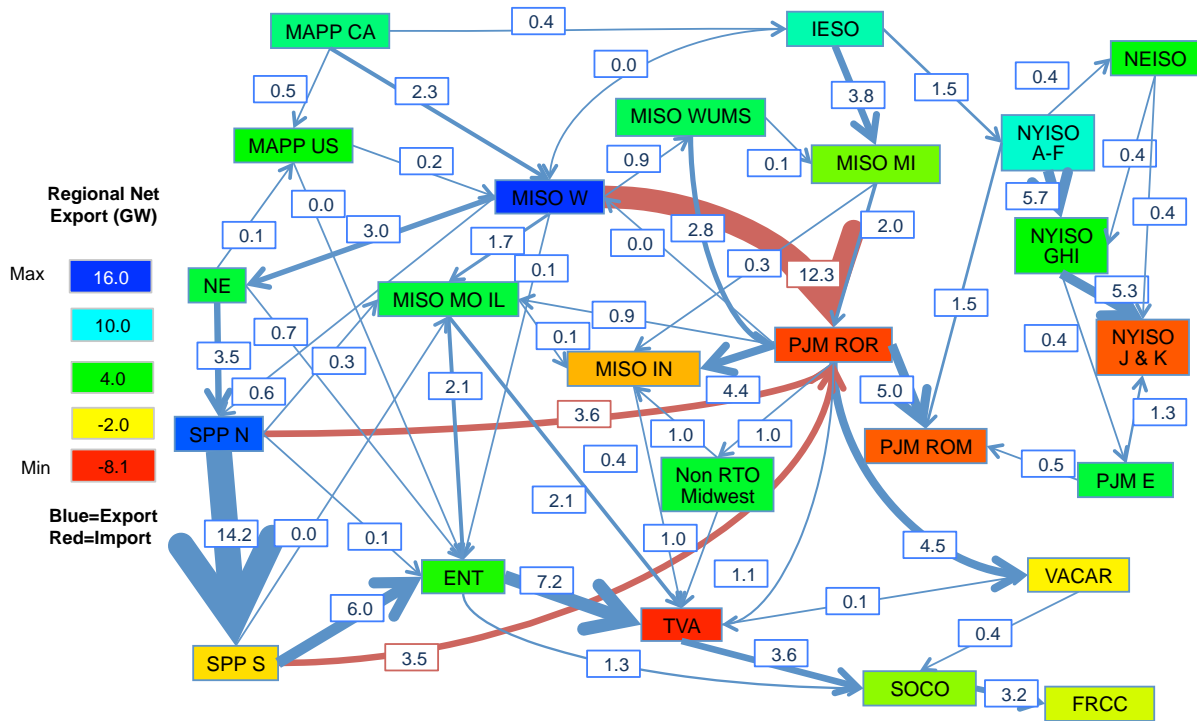 MAPP CA
0.4
IESO
NEISO
0.0
0.5
2.3
3.8
1.5
0.4
MISO WUMS
NYISO
A-F
MAPP US
0.2
0.9
0.1
MISO MI
0.4
Regional Net
Export (GW)
MISO W
5.7
0.0
3.0
1.7
2.8
2.0
0.4
0.1
0.0
NYISO
GHI
Max
16.0
NE
0.1
0.3
12.3
MISO MO IL
5.3
10.0
0.9
1.5
0.7
0.1
PJM ROR
0.4
NYISO
J & K
3.5
0.3
MISO IN
4.0
2.1
4.4
5.0
0.6
3.6
1.3
-2.0
SPP N
1.0
1.0
PJM ROM
Min
-8.1
0.4
0.5
Non RTO
Midwest
PJM E
2.1
Blue=Export
Red=Import
14.2
0.0
0.1
1.0
4.5
ENT
7.2
1.1
VACAR
6.0
0.1
TVA
0.4
SPP S
3.5
1.3
3.6
SOCO
3.2
FRCC